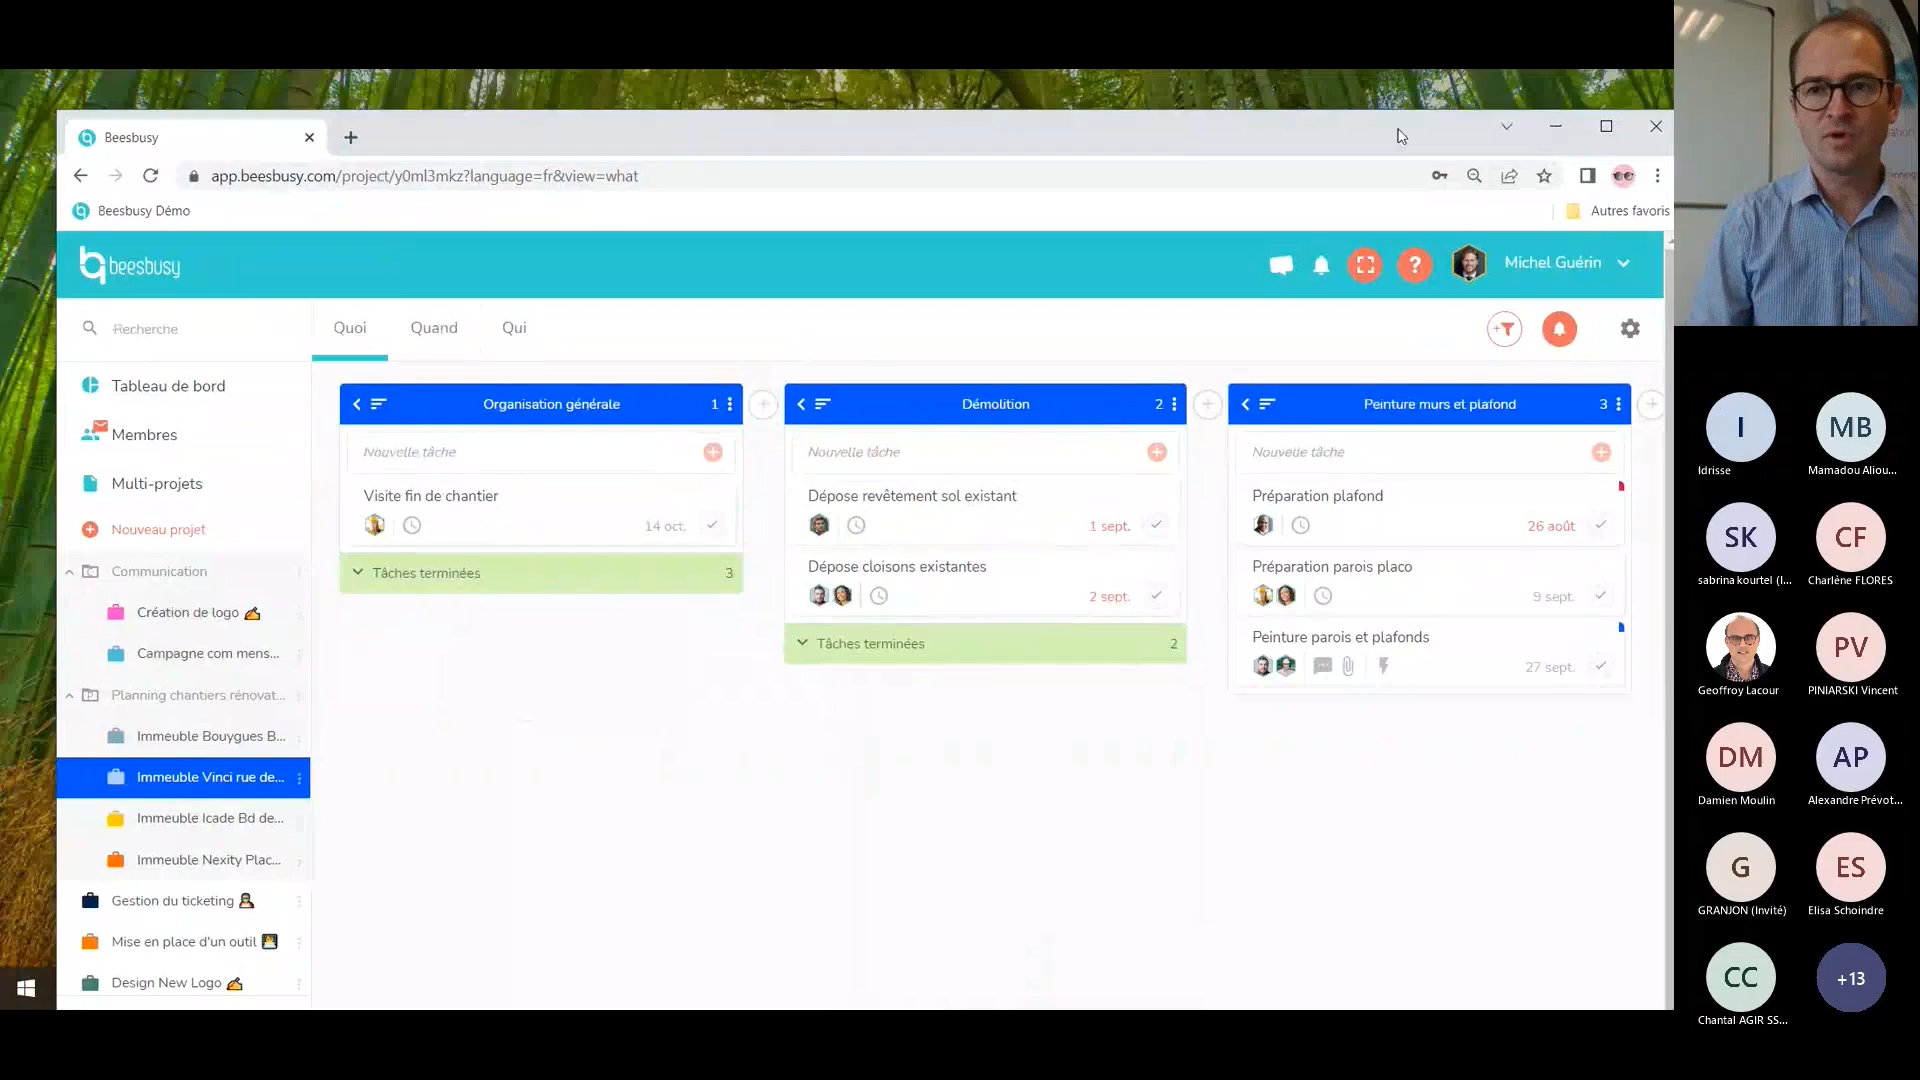 Beesbusy
app.beesbusy.com/project/y0ml3mkz?language=fr&view=what
Beesbusy Démo
Autres favoris
beesbusy
? Michel Guérin
Recherche
Quoi Quand Qui
Tableau de bord
Membres
Multi-projets
Nouveau projet
Communication
Création de logo
Campagne com mens...
Planning chantiers rénovat...
Immeuble Bouygues B...
Immeuble Vinci rue de...
Immeuble Icade Bd de...
Immeuble Nexity Plac...
Gestion du ticketing
Mise en place d'un outil
Design New Logo
Organisation générale 1
Nouvelle tâche
Visite fin de chantier
14 oct.
Tâches terminées 3
Démolition 2
Nouvelle tâche
Dépose revêtement sol existant
1 sept.
Dépose cloisons existantes
2 sept.
Tâches terminées 2
Peinture murs et plafond 3
Nouvelle tâche
Préparation plafond
26 août
Préparation parois placo
9 sept.
Peinture parois et plafonds
27 sept.
I
Idrisse
MB
Mamadou Aliou...
SK
sabrina kourtel (I...
CF
Charlène FLORES
Geoffroy Lacour
PV
PINIARSKI Vincent
DM
Damien Moulin
AP
Alexandre Prévot...
G
GRANJON (Invité)
ES
Elisa Schoindre
CC
Chantal AGIR SS...
+13